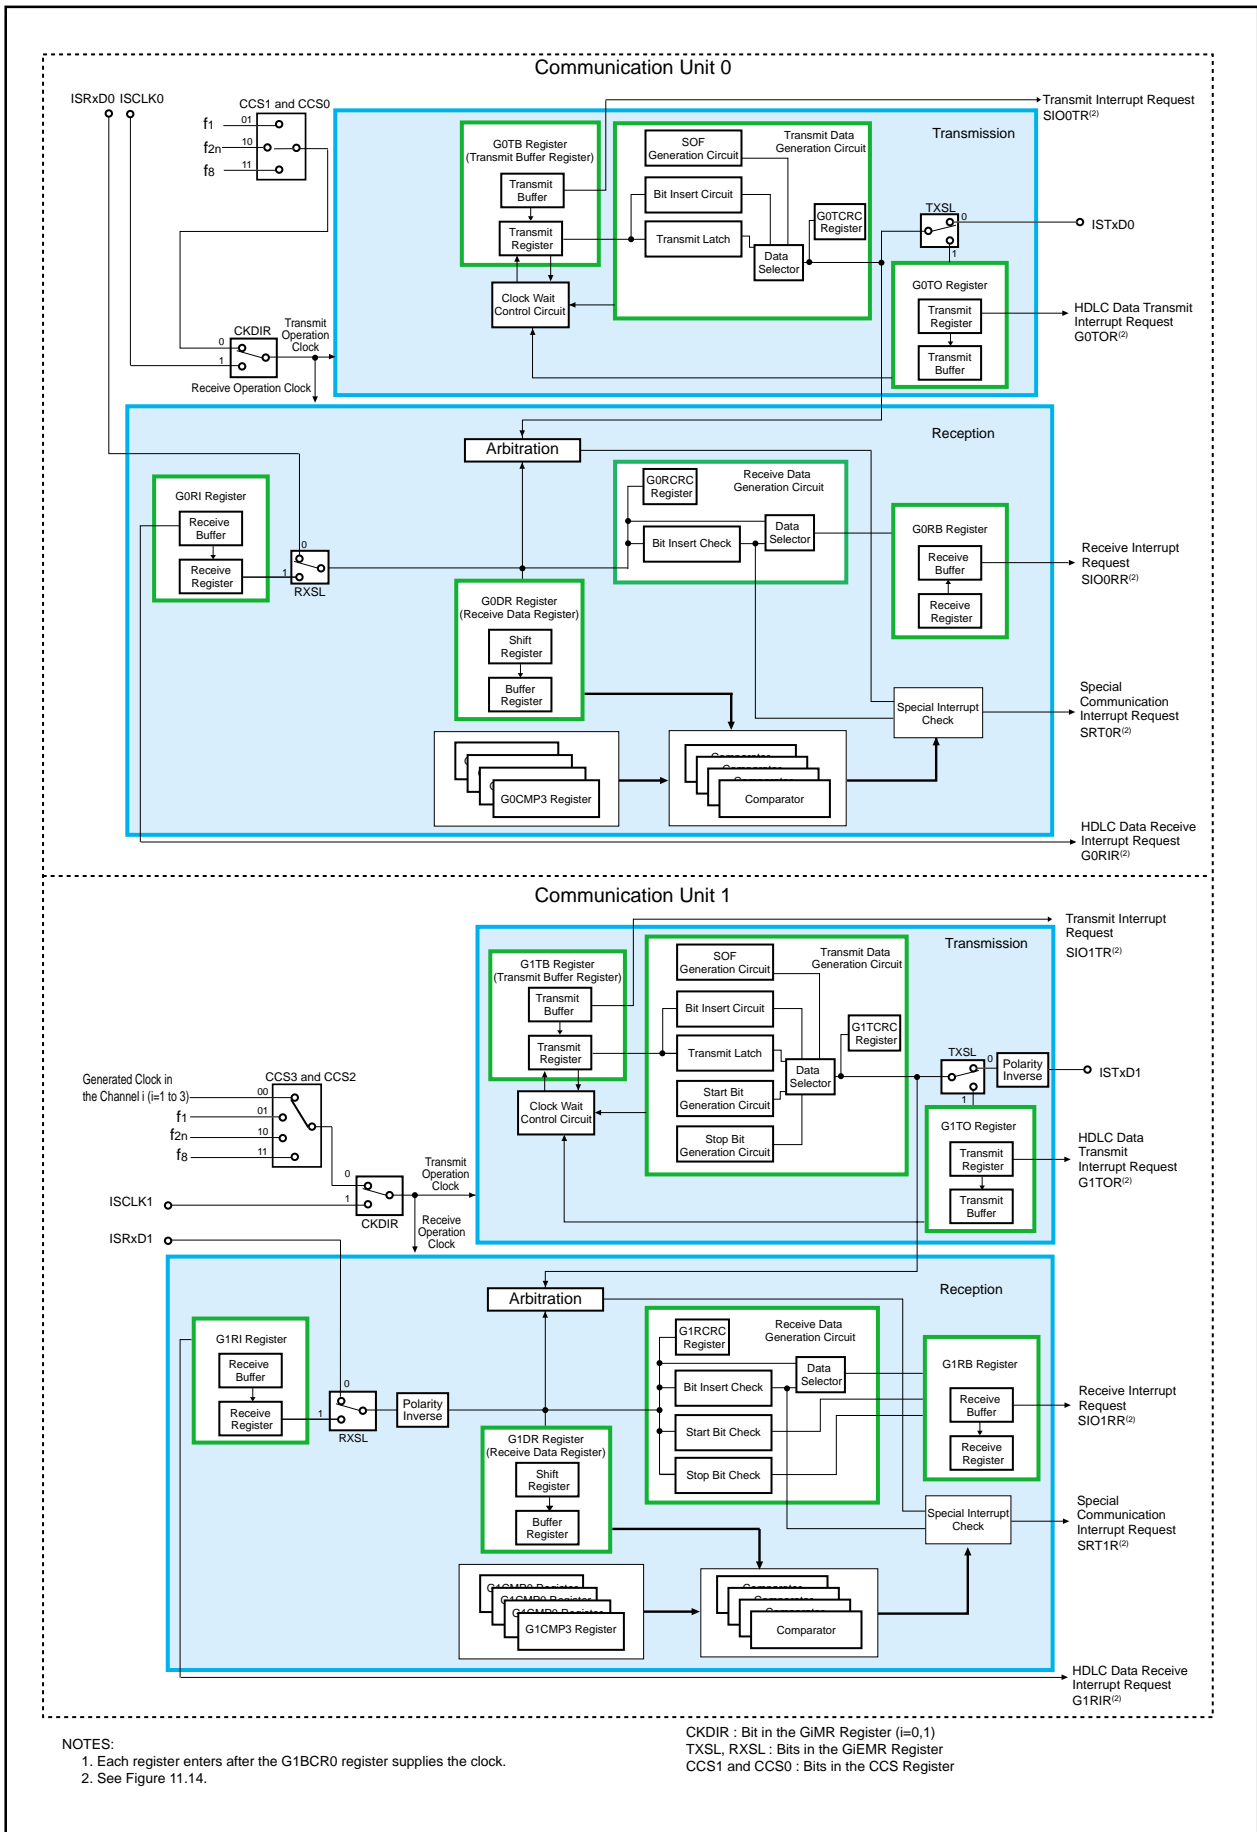 Communication Unit 0
ISRxD0 ISCLK0
CCS1 and CCS0
f1 01
f2n 10
f8 11
Transmit Interrupt Request
SIO0TR(2)
Transmission
G0TB Register
(Transmit Buffer Register)
Transmit
Buffer
Transmit
Register
SOF
Generation Circuit
Transmit Data
Generation Circuit
Bit Insert Circuit
Transmit Latch
Data
Selector
G0TCRC
Register
TXSL
0
1
ISTxD0
Clock Wait
Control Circuit
G0TO Register
Transmit
Register
Transmit
Buffer
HDLC Data Transmit
Interrupt Request
G0TOR(2)
CKDIR
0
1
Transmit
Operation
Clock
Receive Operation Clock
Arbitration
Reception
G0RI Register
Receive
Buffer
Receive
Register
0
1
RXSL
G0RCRC
Register
Receive Data
Generation Circuit
Bit Insert Check
Data
Selector
G0RB Register
Receive
Buffer
Receive
Register
Receive Interrupt
Request
SIO0RR(2)
G0DR Register
(Receive Data Register)
Shift
Register
Buffer
Register
Special Interrupt
Check
Special
Communication
Interrupt Request
SRT0R(2)
G0CMP3 Register
Comparator
Comparator
Comparator
Comparator
HDLC Data Receive
Interrupt Request
G0RIR(2)
Communication Unit 1
Transmit Interrupt
Request
SIO1TR(2)
Transmission
G1TB Register
(Transmit Buffer Register)
Transmit
Buffer
Transmit
Register
SOF
Generation Circuit
Transmit Data
Generation Circuit
Bit Insert Circuit
Transmit Latch
Start Bit
Generation Circuit
Stop Bit
Generation Circuit
Data
Selector
G1TCRC
Register
TXSL
0
1
Polarity
Inverse
ISTxD1
Clock Wait
Control Circuit
G1TO Register
Transmit
Register
Transmit
Buffer
HDLC Data
Transmit
Interrupt Request
G1TOR(2)
CCS3 and CCS2
Generated Clock in
the Channel i (i=1 to 3)
00
f1 01
f2n 10
f8 11
ISCLK1
ISRxD1
0
1
CKDIR
Transmit
Operation
Clock
Receive
Operation
Clock
Arbitration
Reception
G1RI Register
Receive
Buffer
Receive
Register
0
1
RXSL
Polarity
Inverse
G1RCRC
Register
Receive Data
Generation Circuit
Bit Insert Check
Start Bit Check
Stop Bit Check
Data
Selector
G1RB Register
Receive
Buffer
Receive
Register
Receive Interrupt
Request
SIO1RR(2)
G1DR Register
(Receive Data Register)
Shift
Register
Buffer
Register
Special Interrupt
Check
Special
Communication
Interrupt Request
SRT1R(2)
G1CMP0 Register
G1CMP0 Register
G1CMP0 Register
G1CMP3 Register
Comparator
Comparator
Comparator
Comparator
HDLC Data Receive
Interrupt Request
G1RIR(2)
NOTES:
1. Each register enters after the G1BCR0 register supplies the clock.
2. See Figure 11.14.
CKDIR : Bit in the GiMR Register (i=0,1)
TXSL, RXSL : Bits in the GiEMR Register
CCS1 and CCS0 : Bits in the CCS Register